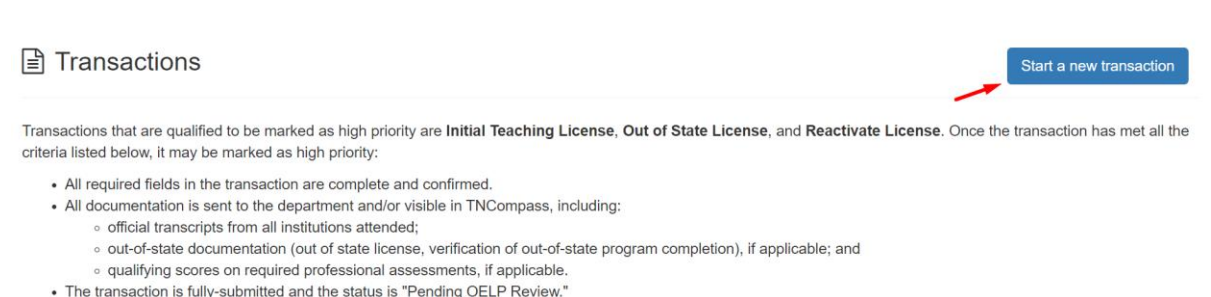 Transactions
Start a new transaction
Transactions that are qualified to be marked as high priority are Initial Teaching License, Out of State License, and Reactivate License. Once the transaction has met all the
criteria listed below, it may be marked as high priority:
• All required fields in the transaction are complete and confirmed.
• All documentation is sent to the department and/or visible in TNCompass, including:
◦ official transcripts from all institutions attended;
◦ out-of-state documentation (out of state license, verification of out-of-state program completion), if applicable; and
◦ qualifying scores on required professional assessments, if applicable.
• The transaction is fully-submitted and the status is "Pending OELP Review."